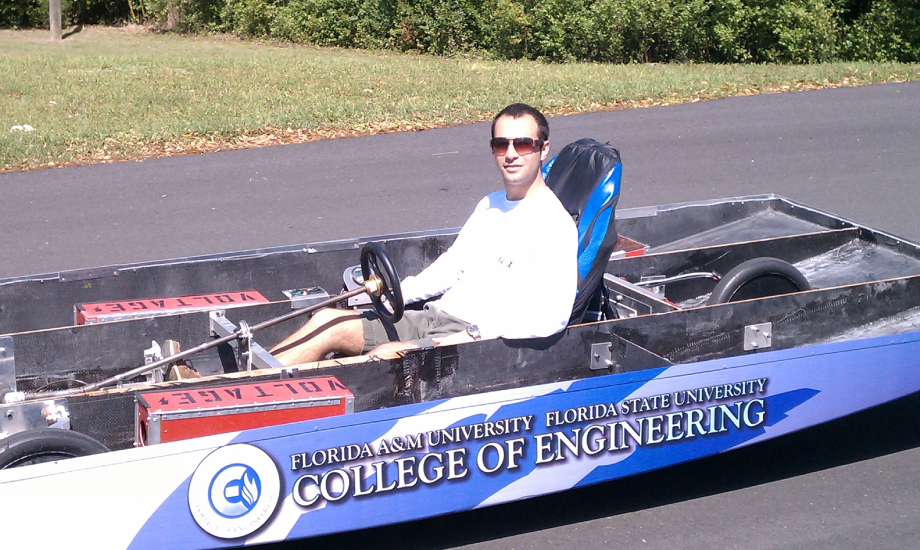 VOLTAGE
VOLTAGE
FLORIDA A&M UNIVERSITY FLORIDA STATE UNIVERSITY
COLLEGE OF ENGINEERING